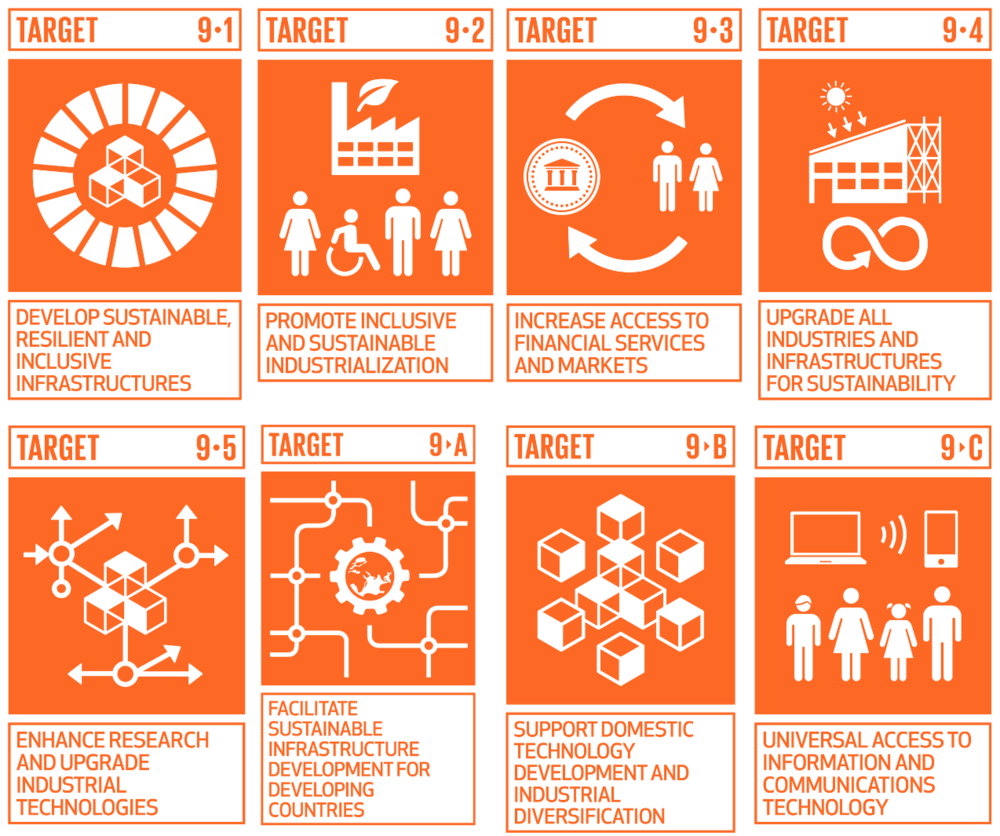 TARGET 9·1
DEVELOP SUSTAINABLE,
RESILIENT AND
INCLUSIVE
INFRASTRUCTURES
TARGET 9·2
PROMOTE INCLUSIVE
AND SUSTAINABLE
INDUSTRIALIZATION
TARGET 9·3
INCREASE ACCESS TO
FINANCIAL SERVICES
AND MARKETS
TARGET 9·4
UPGRADE ALL
INDUSTRIES AND
INFRASTRUCTURES
FOR SUSTAINABILITY
TARGET 9·5
ENHANCE RESEARCH
AND UPGRADE
INDUSTRIAL
TECHNOLOGIES
TARGET 9‣A
FACILITATE
SUSTAINABLE
INFRASTRUCTURE
DEVELOPMENT FOR
DEVELOPING
COUNTRIES
TARGET 9‣B
SUPPORT DOMESTIC
TECHNOLOGY
DEVELOPMENT AND
INDUSTRIAL
DIVERSIFICATION
TARGET 9‣C
UNIVERSAL ACCESS TO
INFORMATION AND
COMMUNICATIONS
TECHNOLOGY